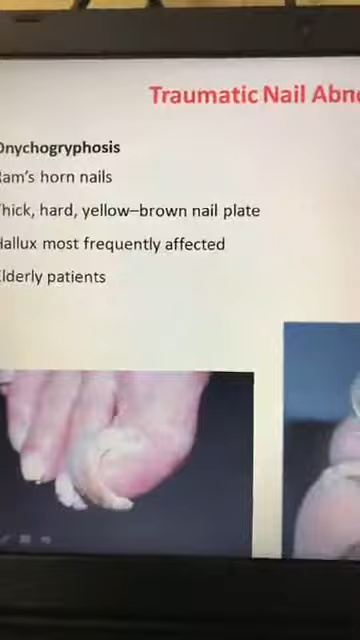 Traumatic Nail Abn
Onychogryphosis
Ram's horn nails
Thick, hard, yellow–brown nail plate
Hallux most frequently affected
Elderly patients